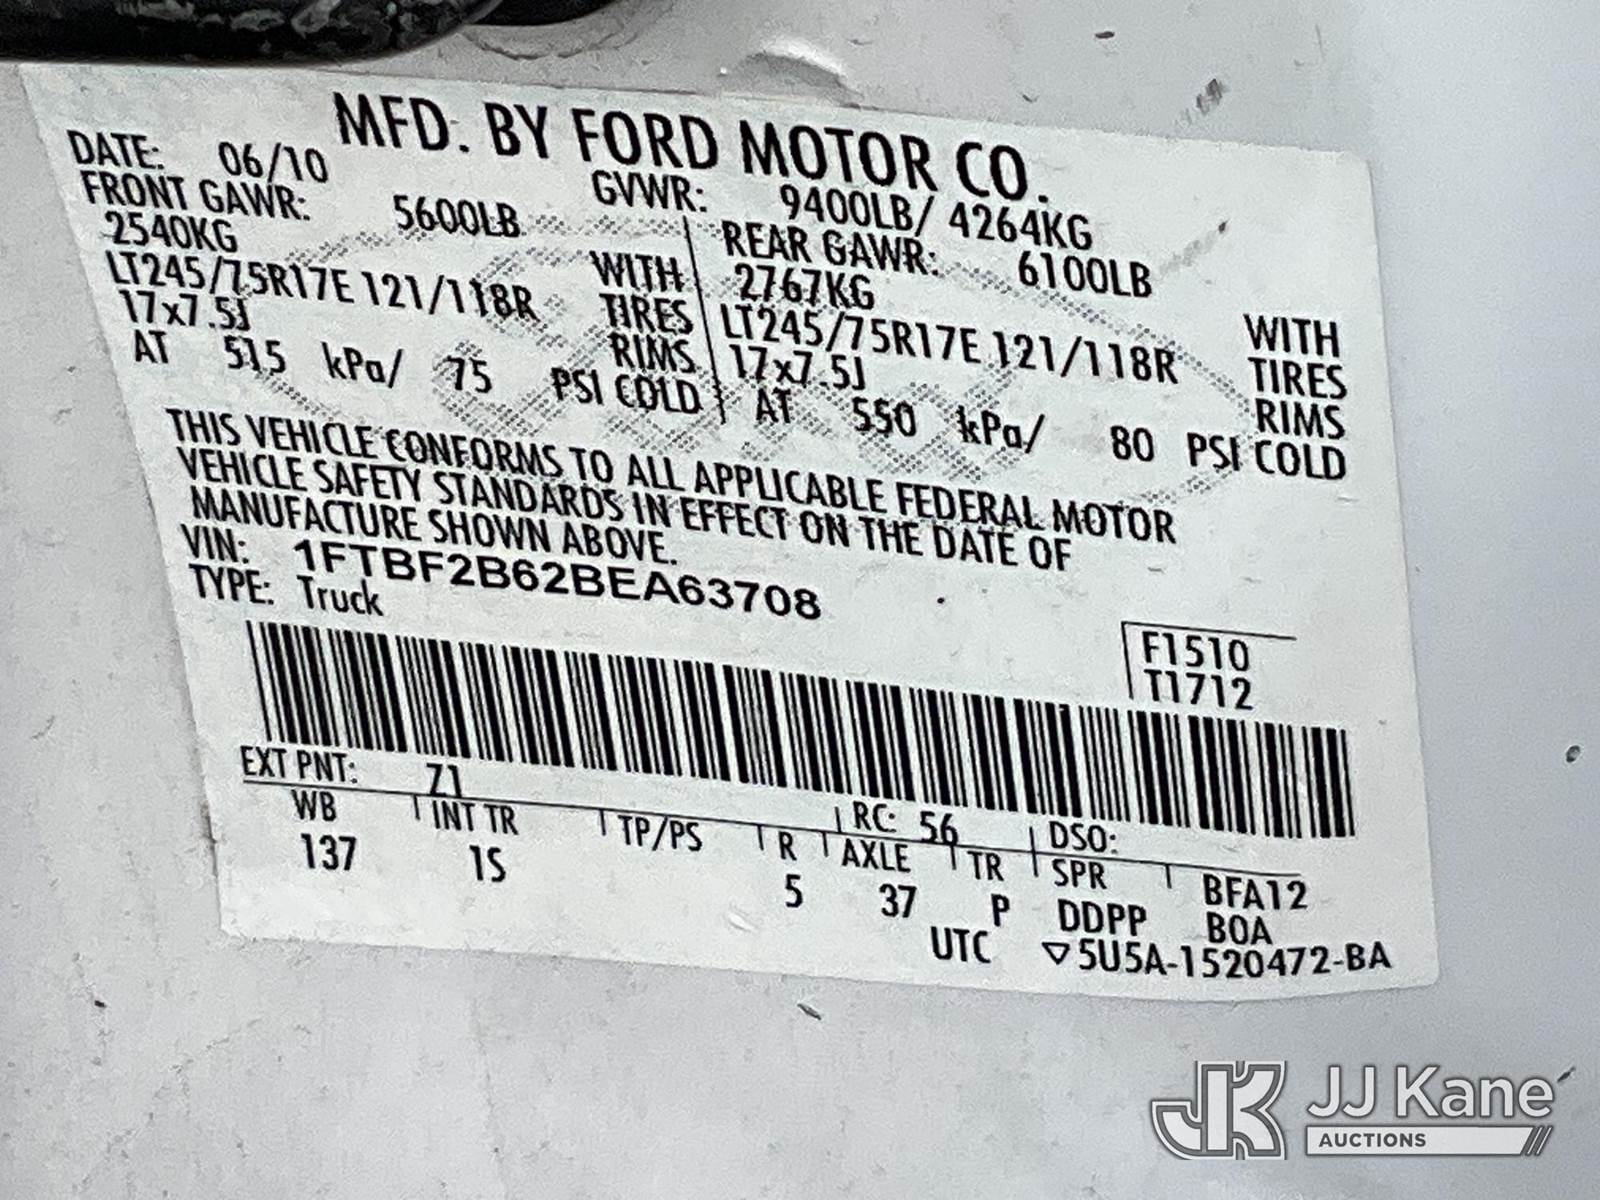 MFD. BY FORD MOTOR CO.
DATE: 06/10 GVWR: 9400LB/ 4264KG
FRONT GAWR: 5600LB REAR GAWR: 6100LB
2540KG WITH 2767KG WITH
LT245/75R17E 121/118R TIRES LT245/75R17E 121/118R TIRES
17x7.5J RIMS 17x7.5J RIMS
AT 515 kPa/ 75 PSI COLD AT 550 kPa/ 80 PSI COLD
THIS VEHICLE CONFORMS TO ALL APPLICABLE FEDERAL MOTOR
VEHICLE SAFETY STANDARDS IN EFFECT ON THE DATE OF
MANUFACTURE SHOWN ABOVE.
VIN: 1FTBF2B62BEA63708
TYPE: Truck
F1510
T1712
EXT PNT: Z1 RC: 56 DSO:
WB INT TR TP/PS R AXLE TR SPR BFA12
137 1S 5 37 P DDPP BOA
UTC ▽5U5A-1520472-BA
JK JJ Kane
AUCTIONS